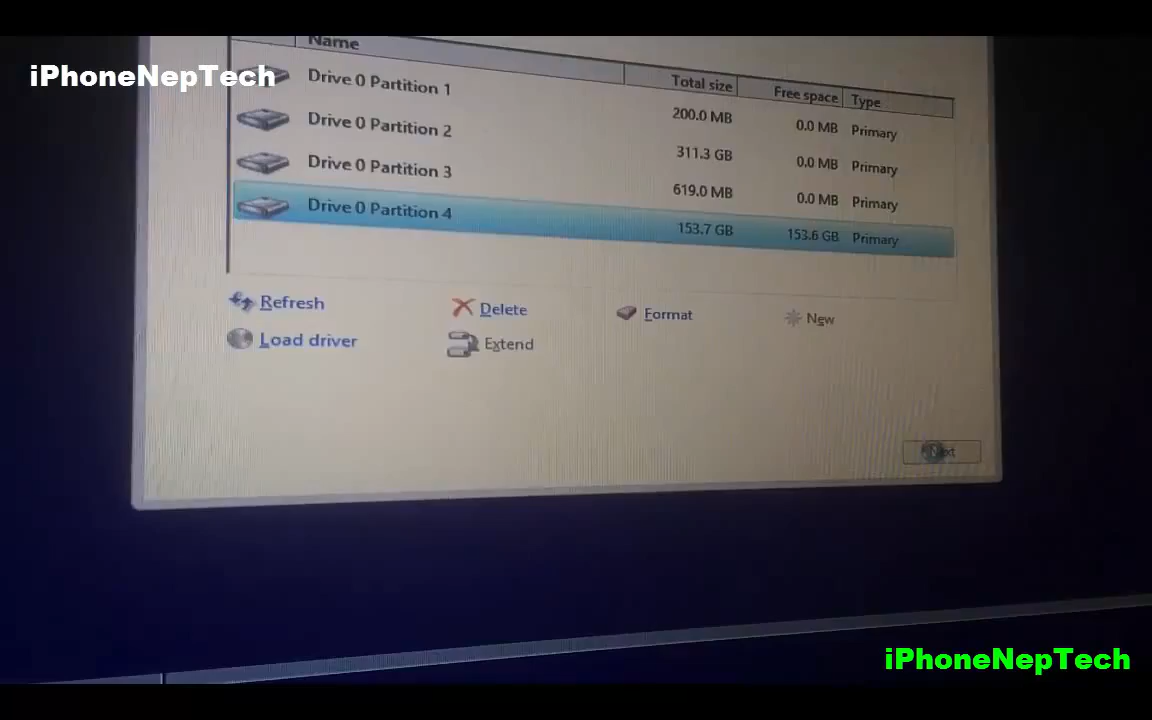 iPhoneNepTech
Name Total size Free space Type
Drive 0 Partition 1 200.0 MB 0.0 MB Primary
Drive 0 Partition 2 311.3 GB 0.0 MB Primary
Drive 0 Partition 3 619.0 MB 0.0 MB Primary
Drive 0 Partition 4 153.7 GB 153.6 GB Primary
Refresh Delete Format New
Load driver Extend
Next
iPhoneNepTech